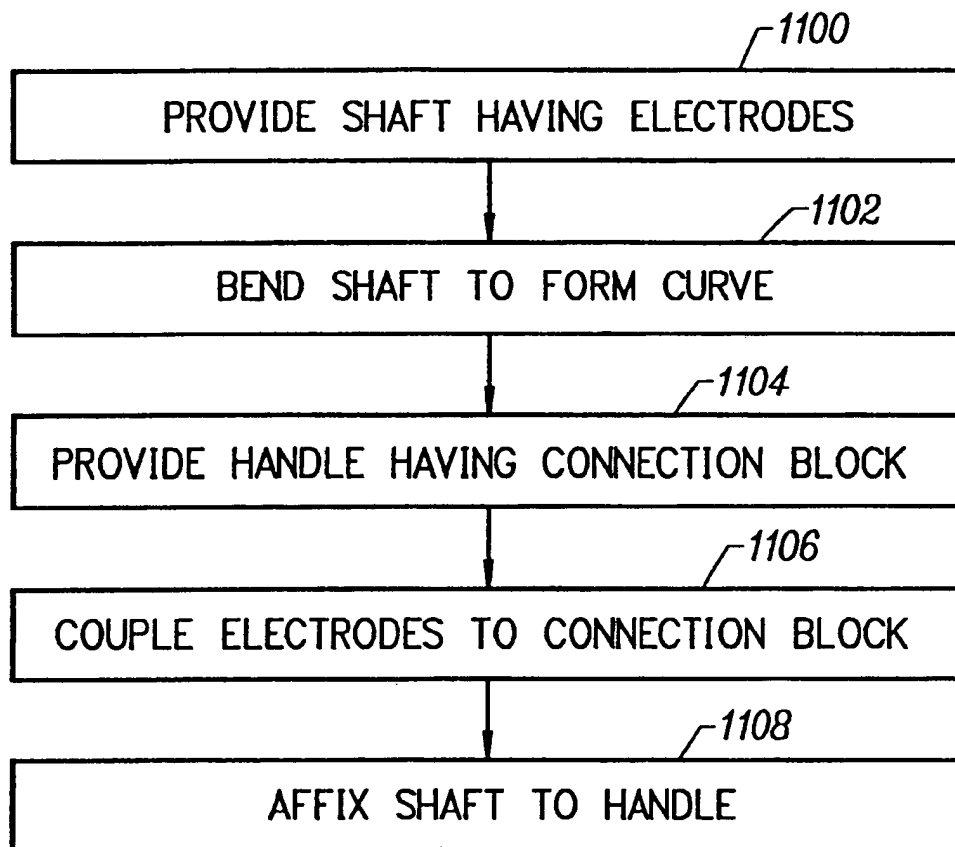 1100
PROVIDE SHAFT HAVING ELECTRODES
1102
BEND SHAFT TO FORM CURVE
1104
PROVIDE HANDLE HAVING CONNECTION BLOCK
1106
COUPLE ELECTRODES TO CONNECTION BLOCK
1108
AFFIX SHAFT TO HANDLE